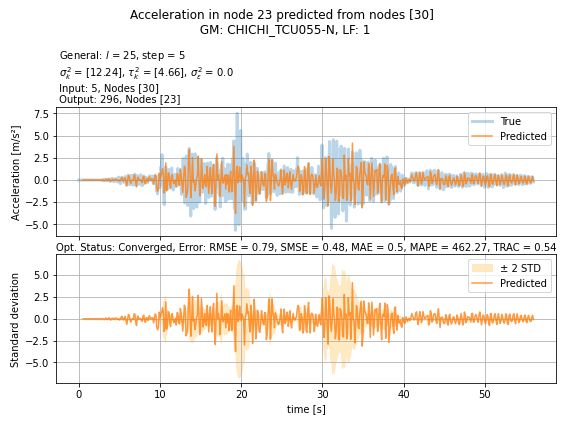 Acceleration in node 23 predicted from nodes [30]
GM: CHICHI_TCU055-N, LF: 1
General: l = 25, step = 5
σ²ₖ = [12.24], τ²ₖ = [4.66], σ²ε = 0.0
Input: 5, Nodes [30]
Output: 296, Nodes [23]
Acceleration [m/s²]
7.5
5.0
2.5
0.0
−2.5
−5.0
True
Predicted
Opt. Status: Converged, Error: RMSE = 0.79, SMSE = 0.48, MAE = 0.5, MAPE = 462.27, TRAC = 0.54
Standard deviation
5.0
2.5
0.0
−2.5
−5.0
± 2 STD
Predicted
0 10 20 30 40 50
time [s]